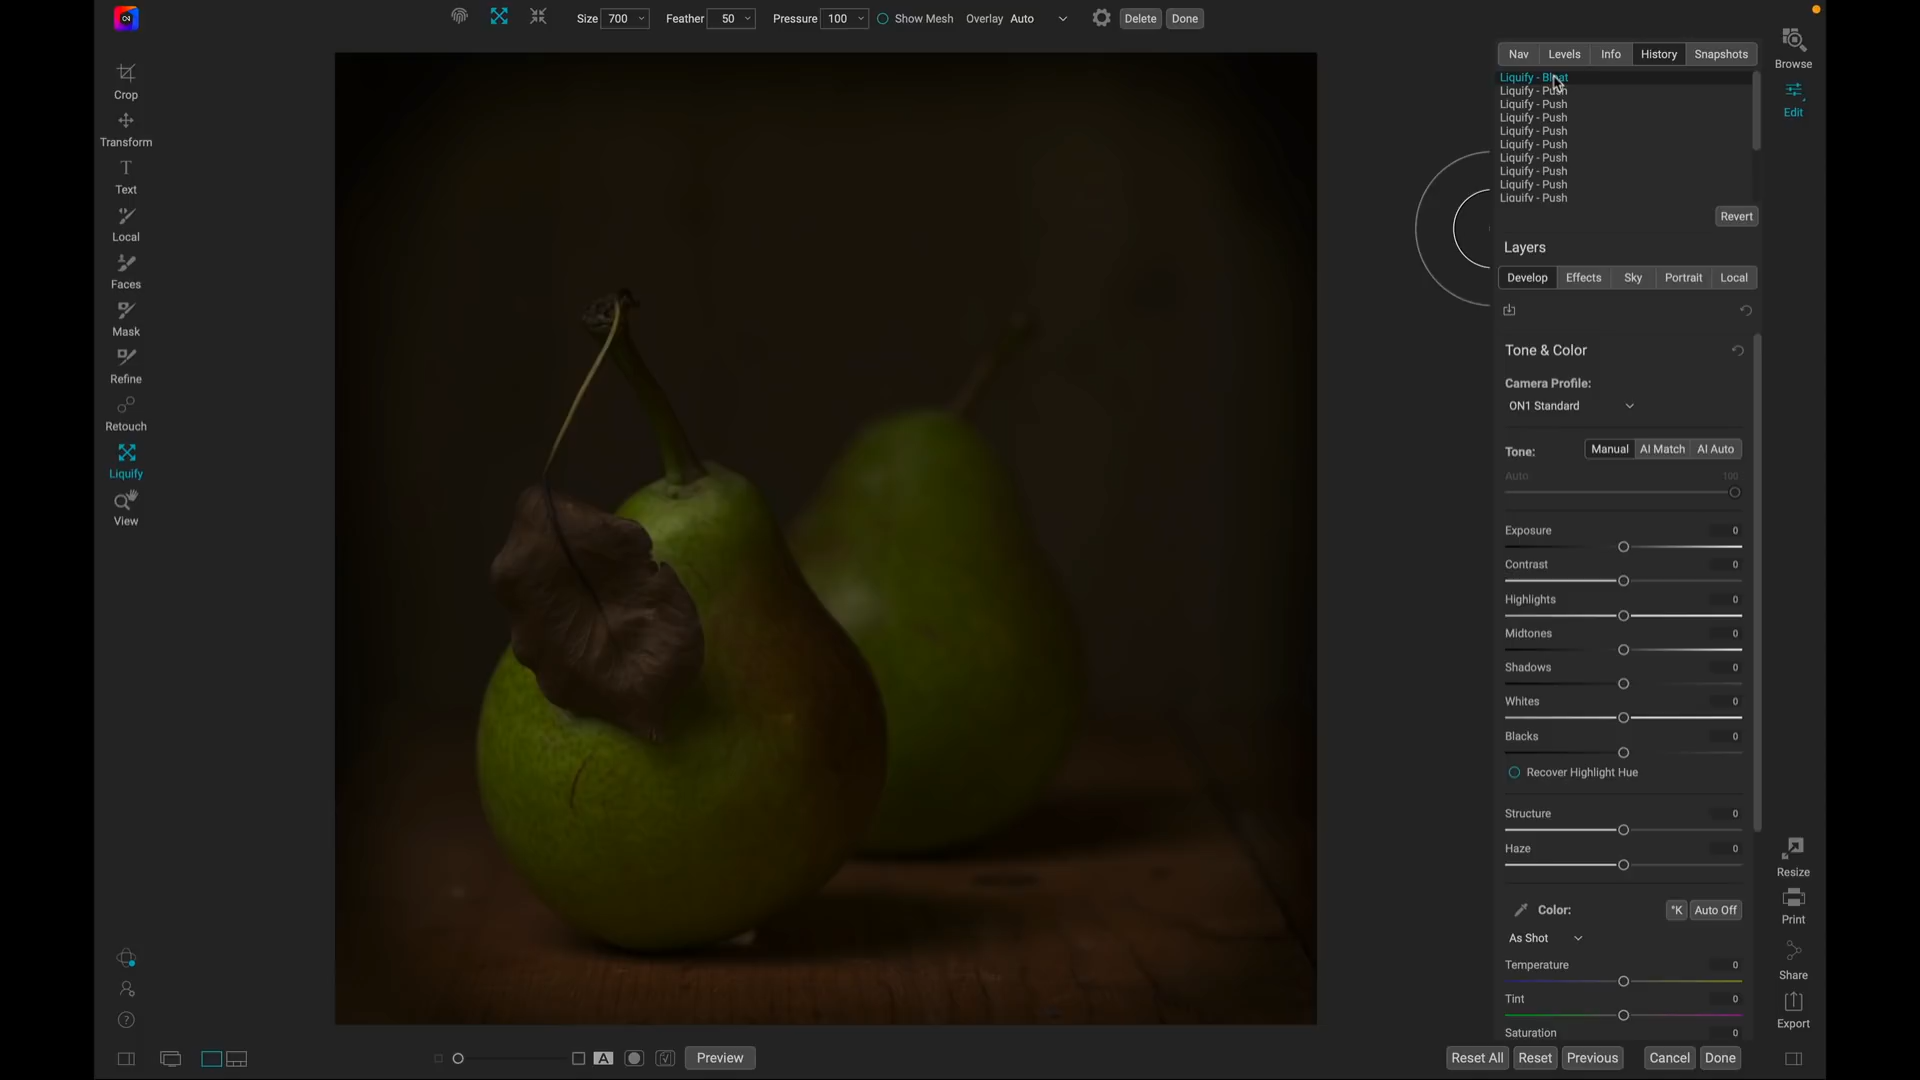 Size 700 Feather 50 Pressure 100 Show Mesh Overlay Auto Delete Done
Crop
Transform
Text
Local
Faces
Mask
Refine
Retouch
Liquify
View
Nav Levels Info History Snapshots
Liquify - Bloat
Liquify - Push
Liquify - Push
Liquify - Push
Liquify - Push
Liquify - Push
Liquify - Push
Liquify - Push
Liquify - Push
Liquify - Push
Revert
Layers
Develop Effects Sky Portrait Local
Tone & Color
Camera Profile:
ON1 Standard
Tone: Manual AI Match AI Auto
Auto 100
Exposure 0
Contrast 0
Highlights 0
Midtones 0
Shadows 0
Whites 0
Blacks 0
Recover Highlight Hue
Structure 0
Haze 0
Color: °K Auto Off
As Shot
Temperature 0
Tint 0
Saturation 0
Browse
Edit
Resize
Print
Share
Export
A Preview
Reset All Reset Previous Cancel Done